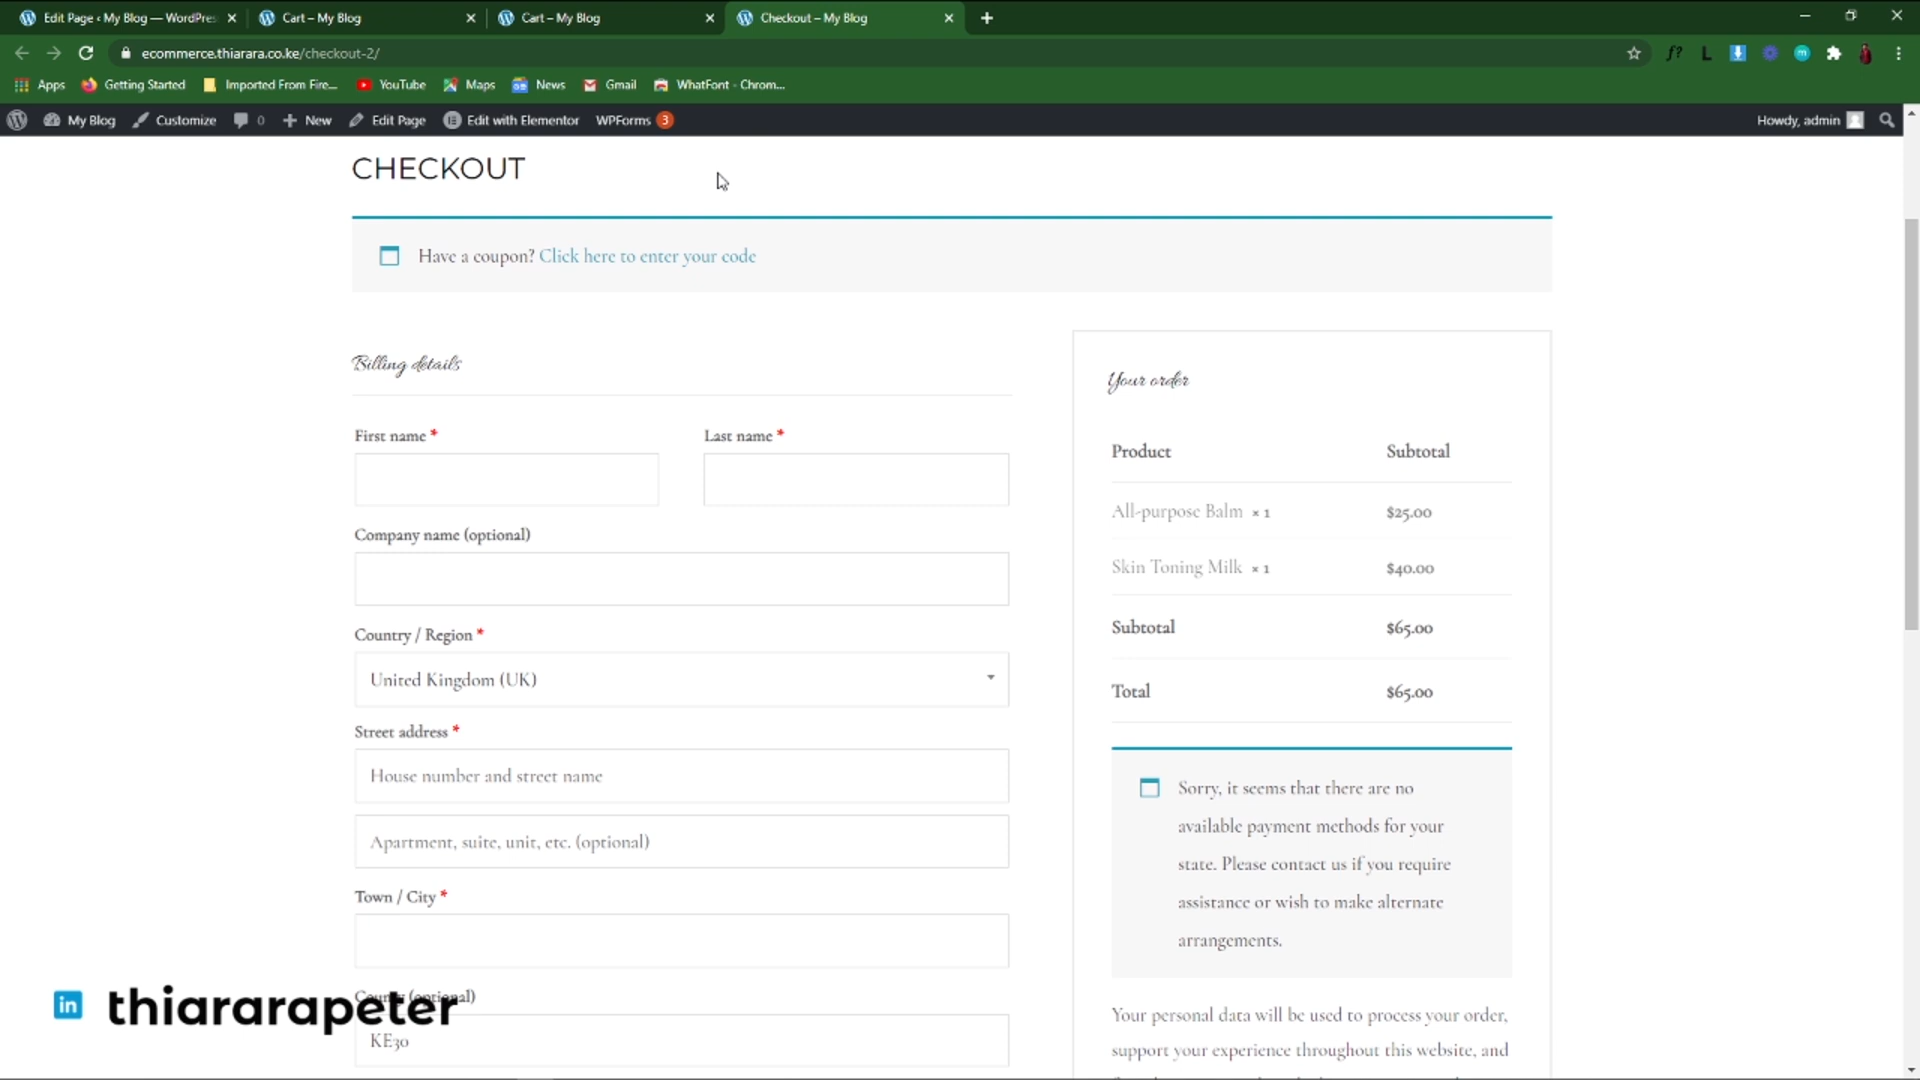 Edit Page ‹ My Blog — WordPres
Cart – My Blog
Cart – My Blog
Checkout – My Blog
ecommerce.thiarara.co.ke/checkout-2/
f?
L
Apps
Getting Started
Imported From Fire...
YouTube
Maps
News
Gmail
WhatFont - Chrom...
My Blog
Customize
0
New
Edit Page
Edit with Elementor
WPForms 3
Howdy, admin
CHECKOUT
Have a coupon? Click here to enter your code
Billing details
First name *
Last name *
Company name (optional)
Country / Region *
United Kingdom (UK)
Street address *
House number and street name
Apartment, suite, unit, etc. (optional)
Town / City *
County (optional)
KE30
Your order
Product Subtotal
All-purpose Balm × 1 $25.00
Skin Toning Milk × 1 $40.00
Subtotal $65.00
Total $65.00
Sorry, it seems that there are no
available payment methods for your
state. Please contact us if you require
assistance or wish to make alternate
arrangements.
Your personal data will be used to process your order,
support your experience throughout this website, and
in thiararapeter